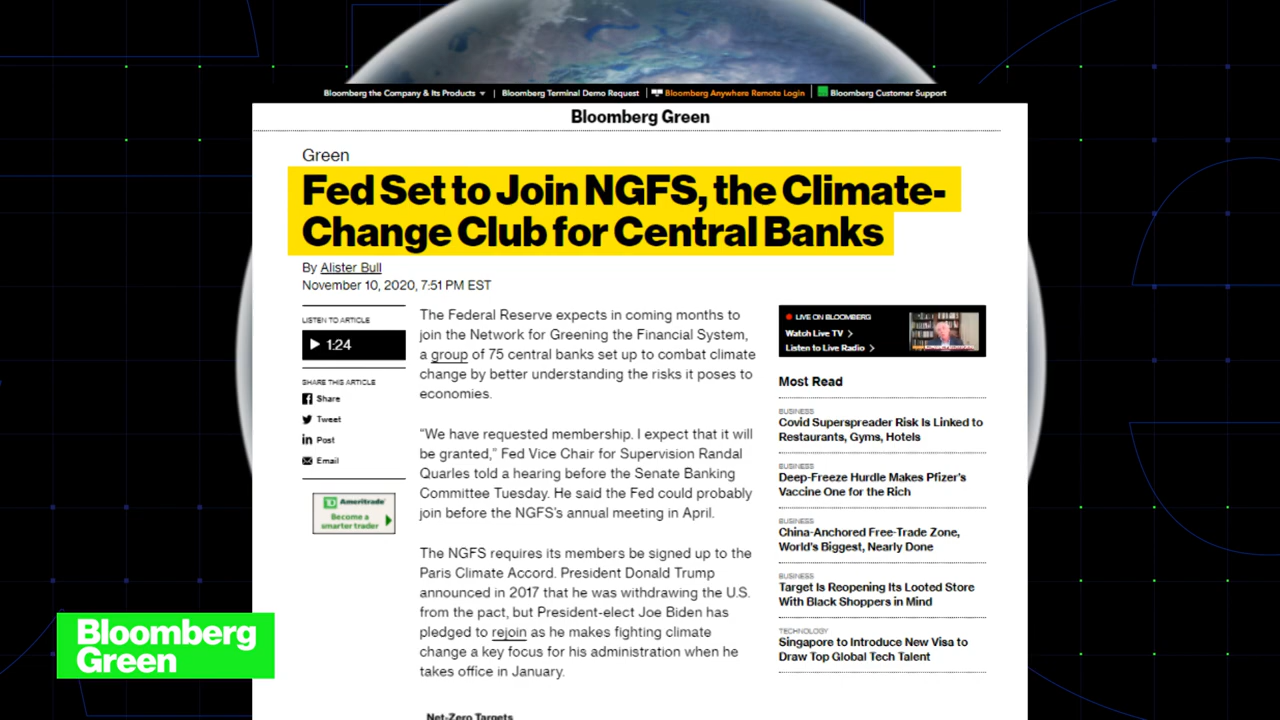 Bloomberg the Company & Its Products | Bloomberg Terminal Demo Request | Bloomberg Anywhere Remote Login | Bloomberg Customer Support
Bloomberg Green
Green
Fed Set to Join NGFS, the Climate-
Change Club for Central Banks
By Alister Bull
November 10, 2020, 7:51 PM EST
LISTEN TO ARTICLE
1:24
SHARE THIS ARTICLE
Share
Tweet
Post
Email
Ameritrade
Become a
smarter trader
The Federal Reserve expects in coming months to
join the Network for Greening the Financial System,
a group of 75 central banks set up to combat climate
change by better understanding the risks it poses to
economies.
"We have requested membership. I expect that it will
be granted," Fed Vice Chair for Supervision Randal
Quarles told a hearing before the Senate Banking
Committee Tuesday. He said the Fed could probably
join before the NGFS's annual meeting in April.
The NGFS requires its members be signed up to the
Paris Climate Accord. President Donald Trump
announced in 2017 that he was withdrawing the U.S.
from the pact, but President-elect Joe Biden has
pledged to rejoin as he makes fighting climate
change a key focus for his administration when he
takes office in January.
Net-Zero Targets
LIVE ON BLOOMBERG
Watch Live TV
Listen to Live Radio
Most Read
BUSINESS
Covid Superspreader Risk Is Linked to
Restaurants, Gyms, Hotels
BUSINESS
Deep-Freeze Hurdle Makes Pfizer's
Vaccine One for the Rich
BUSINESS
China-Anchored Free-Trade Zone,
World's Biggest, Nearly Done
BUSINESS
Target Is Reopening Its Looted Store
With Black Shoppers in Mind
TECHNOLOGY
Singapore to Introduce New Visa to
Draw Top Global Tech Talent
Bloomberg
Green